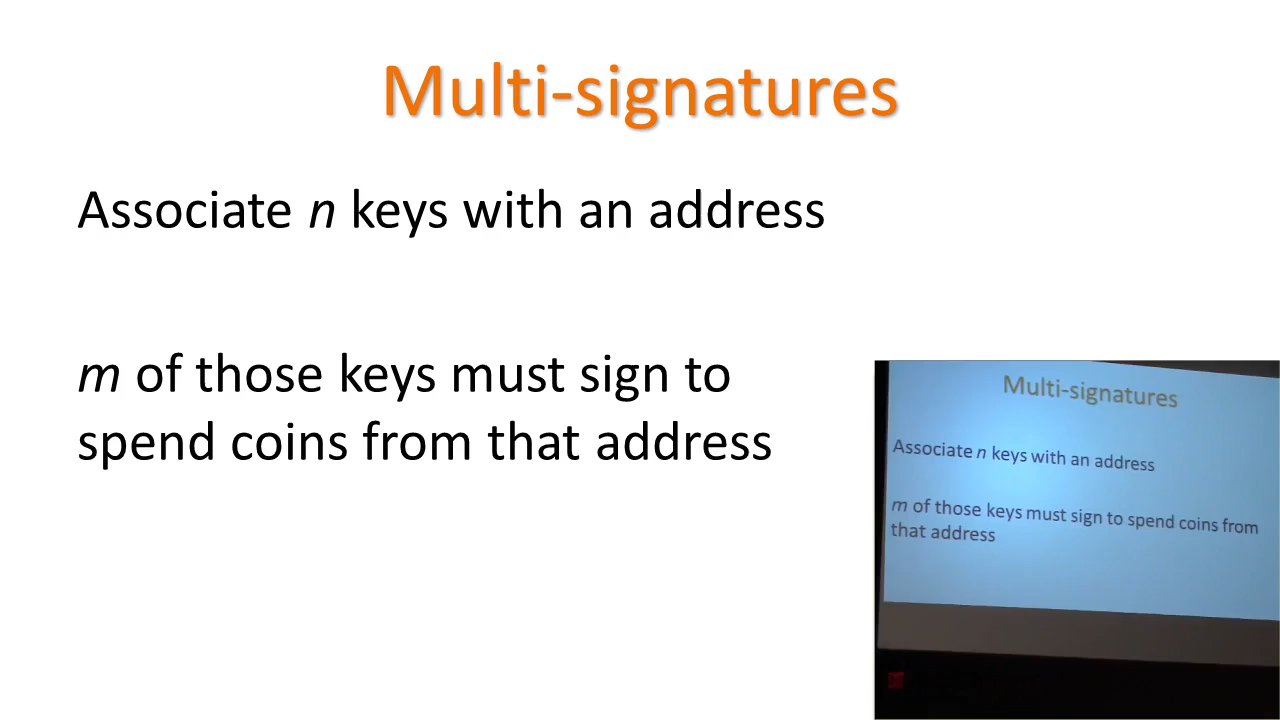 Multi-signatures
Associate n keys with an address
m of those keys must sign to
spend coins from that address
Multi-signatures
Associate n keys with an address
m of those keys must sign to spend coins from
that address